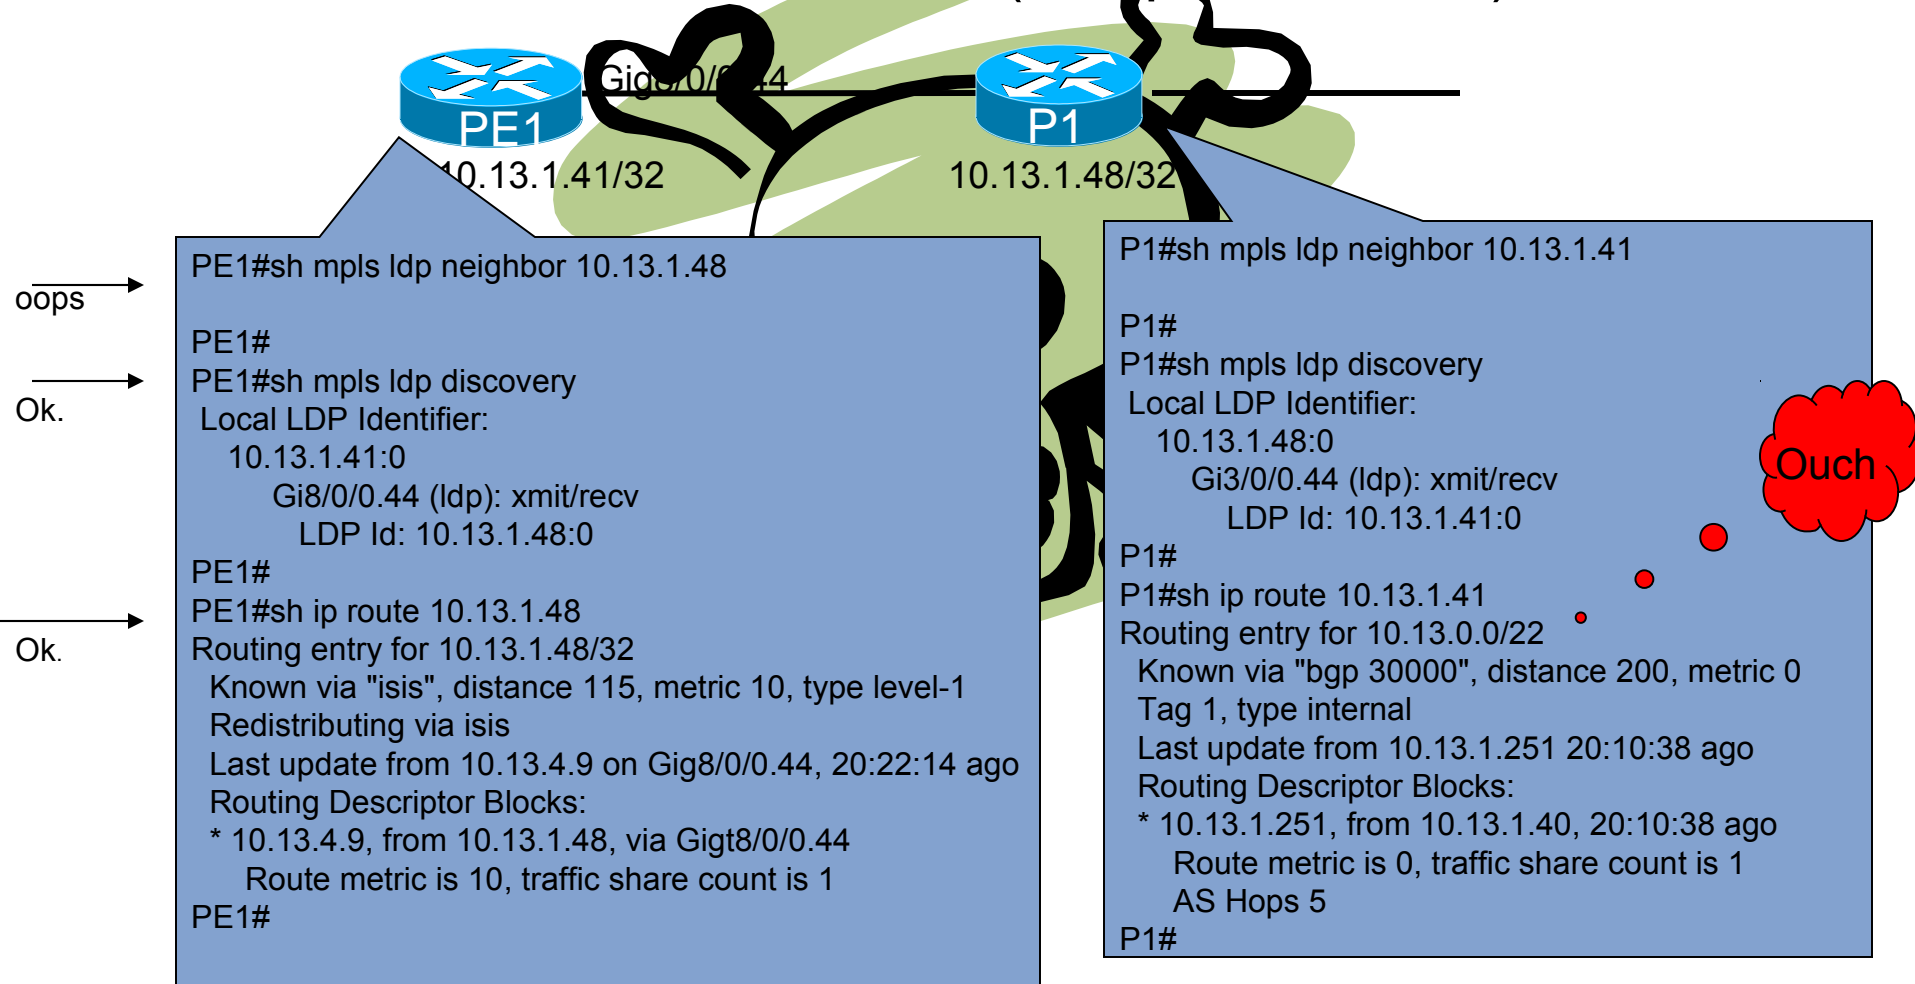 Gig8/0/0.44
PE1
P1
10.13.1.41/32
10.13.1.48/32
oops
Ok.
Ok.
PE1#sh mpls ldp neighbor 10.13.1.48
PE1#
PE1#sh mpls ldp discovery
Local LDP Identifier:
10.13.1.41:0
Gi8/0/0.44 (ldp): xmit/recv
LDP Id: 10.13.1.48:0
PE1#
PE1#sh ip route 10.13.1.48
Routing entry for 10.13.1.48/32
Known via "isis", distance 115, metric 10, type level-1
Redistributing via isis
Last update from 10.13.4.9 on Gig8/0/0.44, 20:22:14 ago
Routing Descriptor Blocks:
* 10.13.4.9, from 10.13.1.48, via Gigt8/0/0.44
Route metric is 10, traffic share count is 1
PE1#
P1#sh mpls ldp neighbor 10.13.1.41
P1#
P1#sh mpls ldp discovery
Local LDP Identifier:
10.13.1.48:0
Gi3/0/0.44 (ldp): xmit/recv
LDP Id: 10.13.1.41:0
P1#
P1#sh ip route 10.13.1.41
Routing entry for 10.13.0.0/22
Known via "bgp 30000", distance 200, metric 0
Tag 1, type internal
Last update from 10.13.1.251 20:10:38 ago
Routing Descriptor Blocks:
* 10.13.1.251, from 10.13.1.40, 20:10:38 ago
Route metric is 0, traffic share count is 1
AS Hops 5
P1#
Ouch